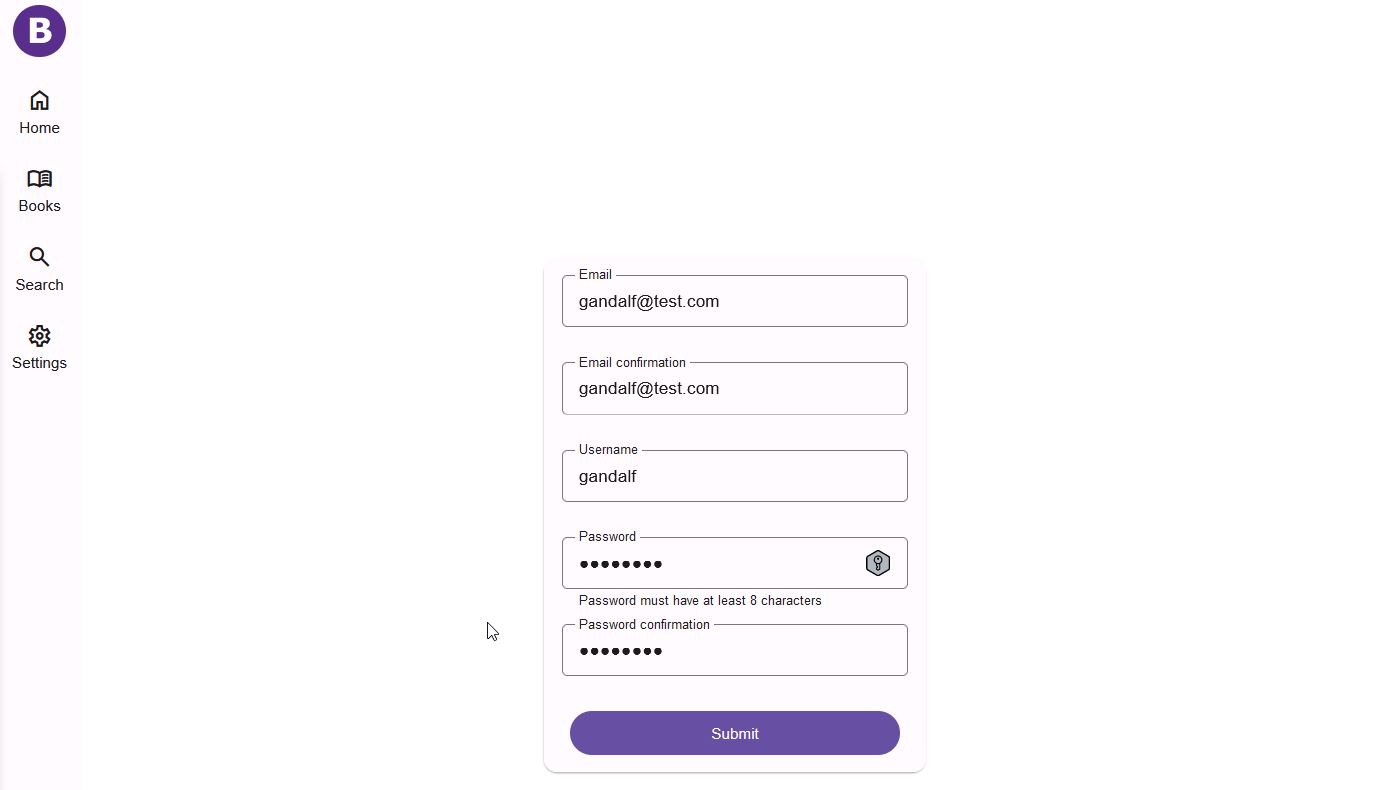 B
Home
Books
Search
Settings
Email
gandalf@test.com
Email confirmation
gandalf@test.com
Username
gandalf
Password
••••••••
Password must have at least 8 characters
Password confirmation
••••••••
Submit